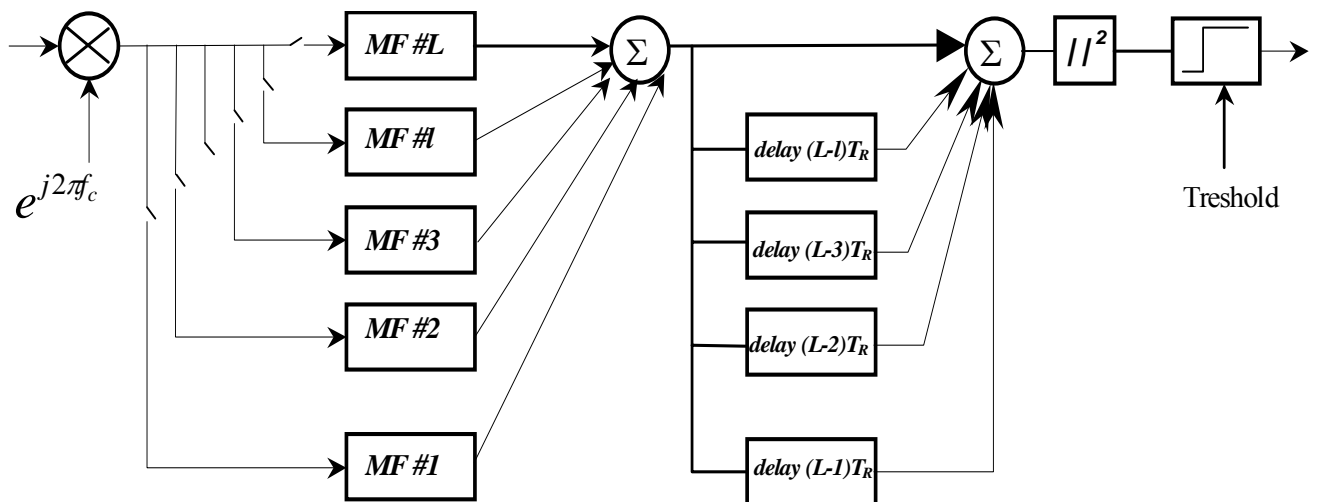 MF #L
Σ
Σ
| |²
MF #l
delay (L-l)T_R
e^{j2πf_c}
Treshold
MF #3
delay (L-3)T_R
MF #2
delay (L-2)T_R
MF #1
delay (L-1)T_R